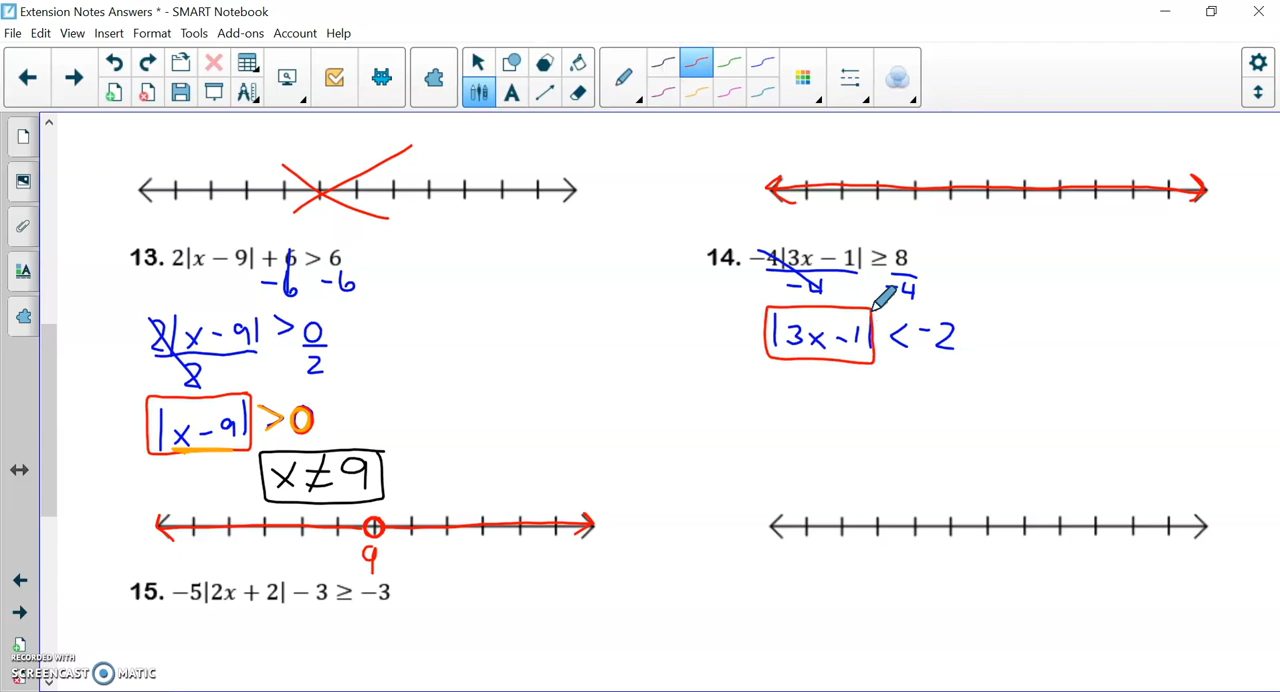 Extension Notes Answers * - SMART Notebook
File Edit View Insert Format Tools Add-ons Account Help
13. 2|x − 9| + 6 > 6
−6 −6
2|x − 9| > 0
2 2
|x − 9| > 0
x ≠ 9
9
14. −4|3x − 1| ≥ 8
−4 −4
|3x − 1| < −2
15. −5|2x + 2| − 3 ≥ −3
RECORDED WITH
SCREENCAST MATIC